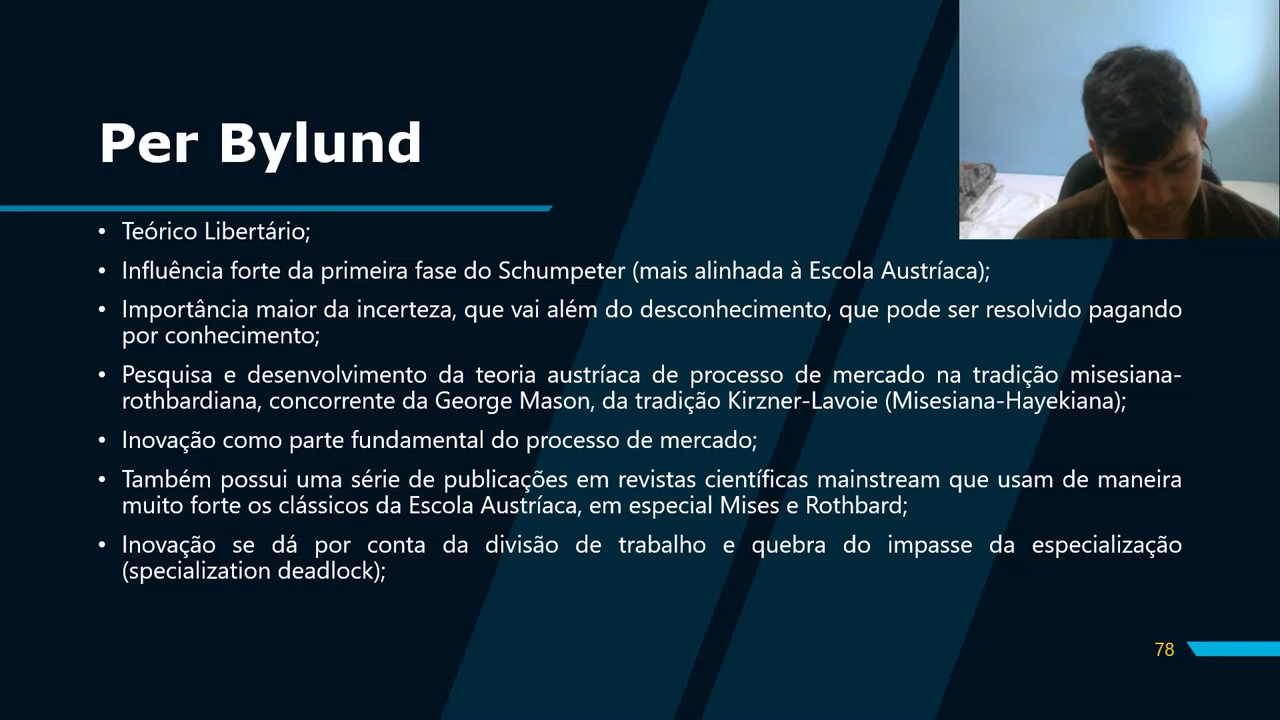 Per Bylund
• Teórico Libertário;
• Influência forte da primeira fase do Schumpeter (mais alinhada à Escola Austríaca);
• Importância maior da incerteza, que vai além do desconhecimento, que pode ser resolvido pagando
por conhecimento;
• Pesquisa e desenvolvimento da teoria austríaca de processo de mercado na tradição misesiana-
rothbardiana, concorrente da George Mason, da tradição Kirzner-Lavoie (Misesiana-Hayekiana);
• Inovação como parte fundamental do processo de mercado;
• Também possui uma série de publicações em revistas científicas mainstream que usam de maneira
muito forte os clássicos da Escola Austríaca, em especial Mises e Rothbard;
• Inovação se dá por conta da divisão de trabalho e quebra do impasse da especialização
(specialization deadlock);
78